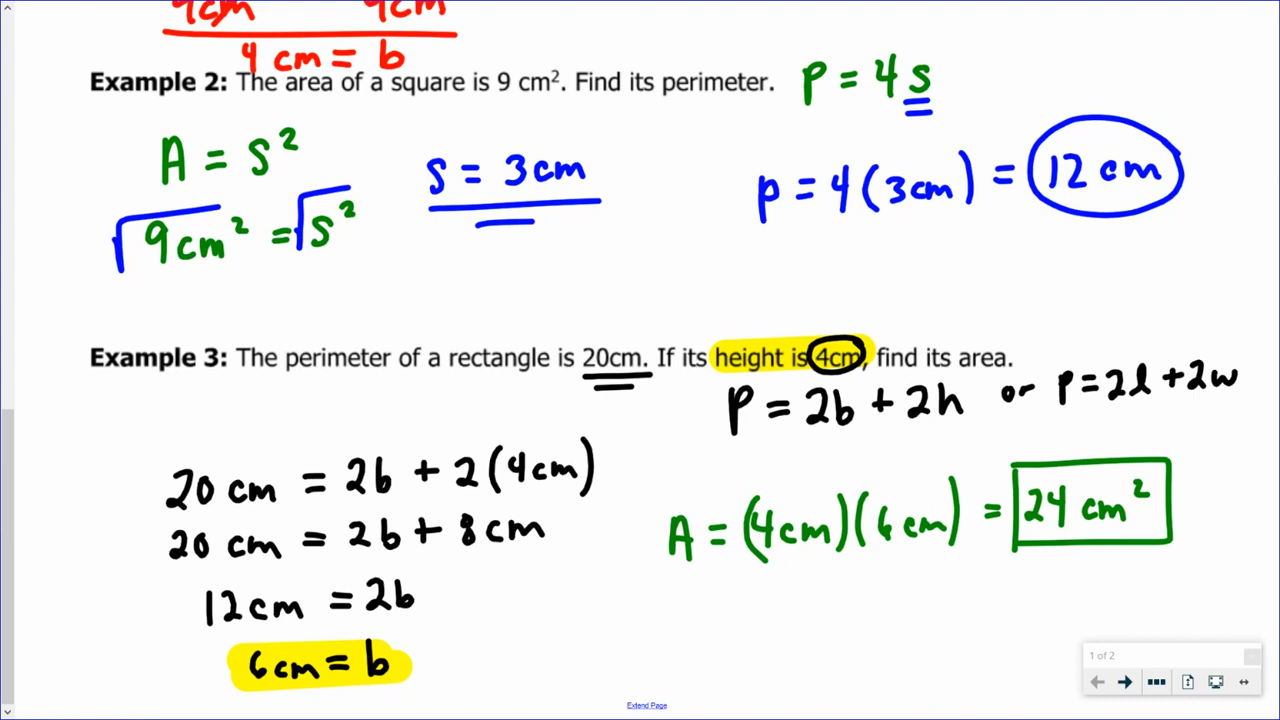 4cm 4cm
4 cm = b
Example 2: The area of a square is 9 cm². Find its perimeter.
P = 4s
A = s²
s = 3cm
p = 4(3cm) = 12 cm
√9cm² = √s²
Example 3: The perimeter of a rectangle is 20cm. If its height is 4cm, find its area.
P = 2b + 2h or p = 2l + 2w
20 cm = 2b + 2(4cm)
A = (4cm)(6cm) = 24 cm²
20 cm = 2b + 8cm
12cm = 2b
6cm = b
1 of 2
Extend Page